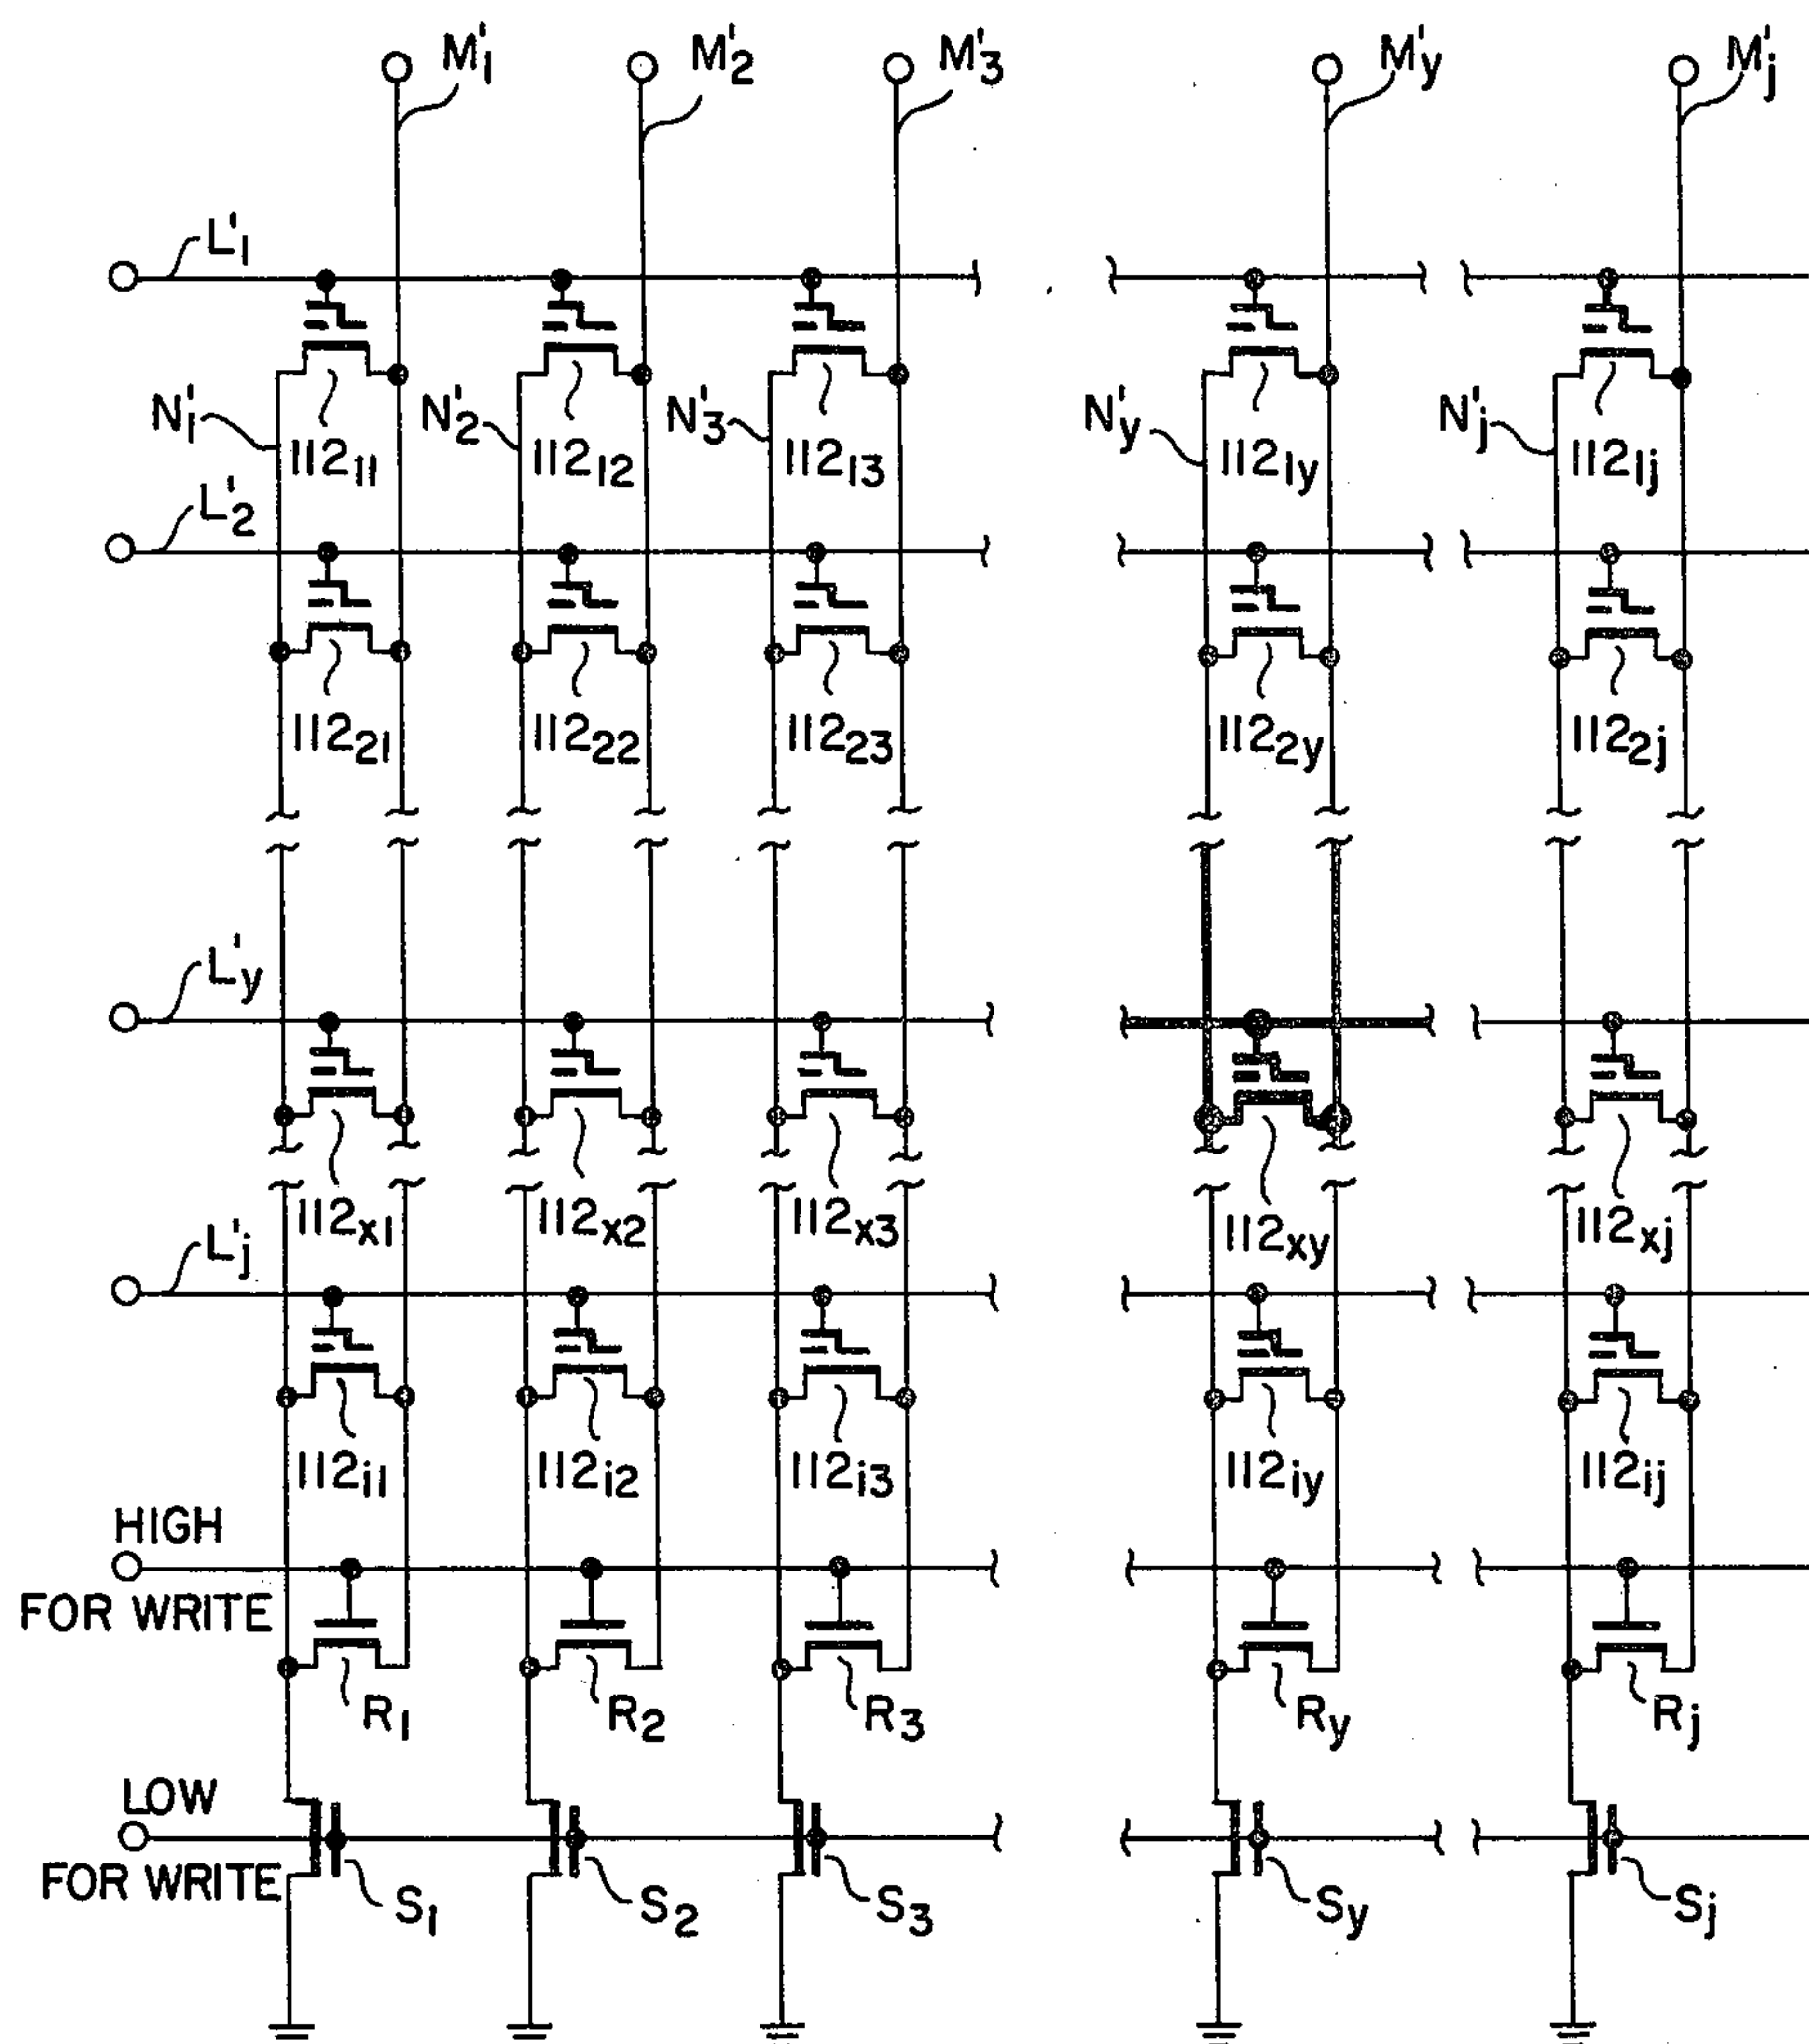 M'1 M'2 M'3 M'y M'j
L'1
N'1 N'2 N'3 N'y N'j
11211 11212 11213 1121y 1121j
L'2
11221 11222 11223 1122y 1122j
L'y
112x1 112x2 112x3 112xy 112xj
L'j
112i1 112i2 112i3 112iy 112ij
HIGH
FOR WRITE
R1 R2 R3 Ry Rj
LOW
FOR WRITE
S1 S2 S3 Sy Sj